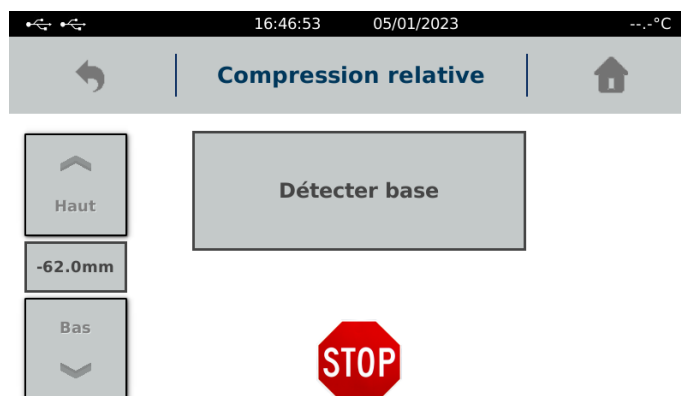 16:46:53 05/01/2023 --.-°C
Compression relative
Haut
Détecter base
-62.0mm
Bas
STOP